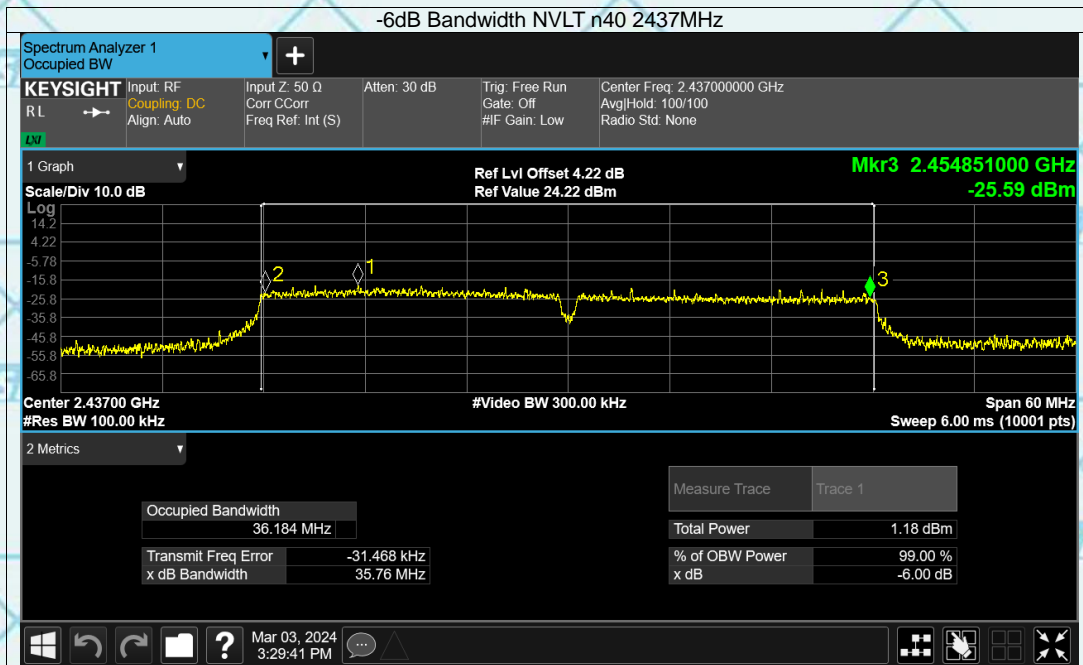 -6dB Bandwidth NVLT n40 2437MHz
Spectrum Analyzer 1
Occupied BW
+
KEYSIGHT
R L
LXI
Input: RF
Coupling: DC
Align: Auto
Input Z: 50 Ω
Corr CCorr
Freq Ref: Int (S)
Atten: 30 dB
Trig: Free Run
Gate: Off
#IF Gain: Low
Center Freq: 2.437000000 GHz
Avg|Hold: 100/100
Radio Std: None
1 Graph
Scale/Div 10.0 dB
Ref Lvl Offset 4.22 dB
Ref Value 24.22 dBm
Mkr3 2.454851000 GHz
-25.59 dBm
Log
14.2
4.22
-5.78
-15.8
-25.8
-35.8
-45.8
-55.8
-65.8
2
1
3
Center 2.43700 GHz
#Video BW 300.00 kHz
Span 60 MHz
#Res BW 100.00 kHz
Sweep 6.00 ms (10001 pts)
2 Metrics
Occupied Bandwidth
36.184 MHz
Transmit Freq Error -31.468 kHz
x dB Bandwidth 35.76 MHz
Measure Trace Trace 1
Total Power 1.18 dBm
% of OBW Power 99.00 %
x dB -6.00 dB
?
Mar 03, 2024
3:29:41 PM